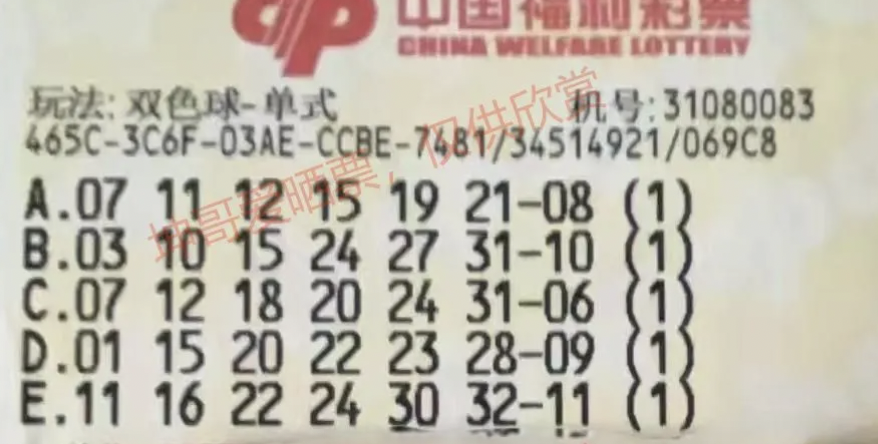 中国福利彩票
CHINA WELFARE LOTTERY
玩法:双色球-单式 机号:31080083
465C-3C6F-03AE-CCBE-7481/34514921/069C8
坤哥爱晒票,仅供欣赏
A.07 11 12 15 19 21-08 (1)
B.03 10 15 24 27 31-10 (1)
C.07 12 18 20 24 31-06 (1)
D.01 15 20 22 23 28-09 (1)
E.11 16 22 24 30 32-11 (1)